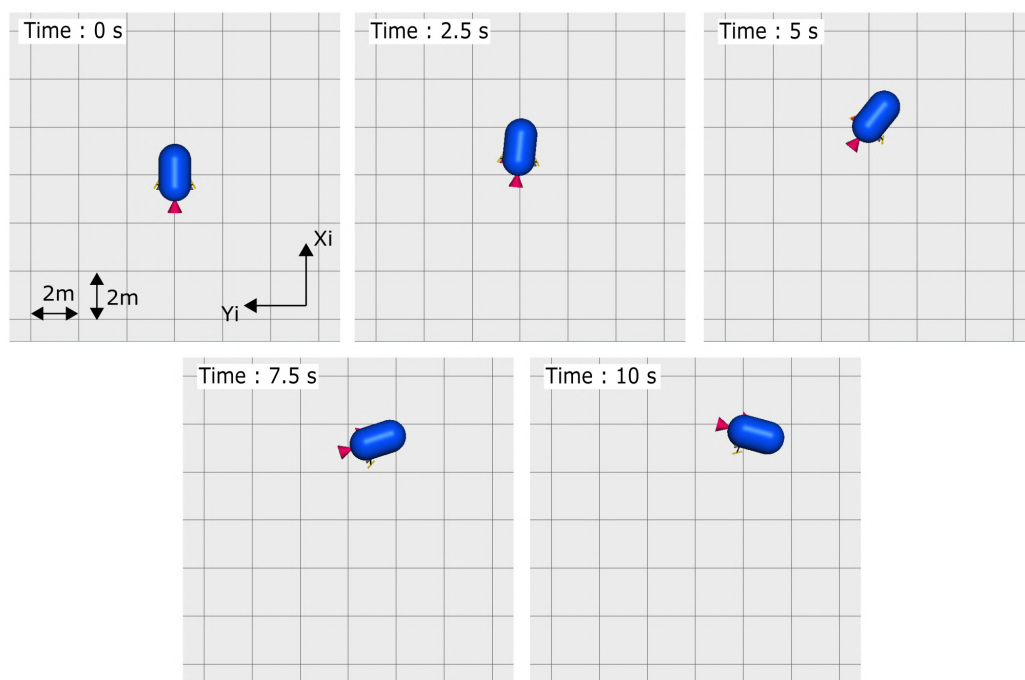 Time : 0 s
Time : 2.5 s
Time : 5 s
Xi
2m
2m
Yi
Time : 7.5 s
Time : 10 s